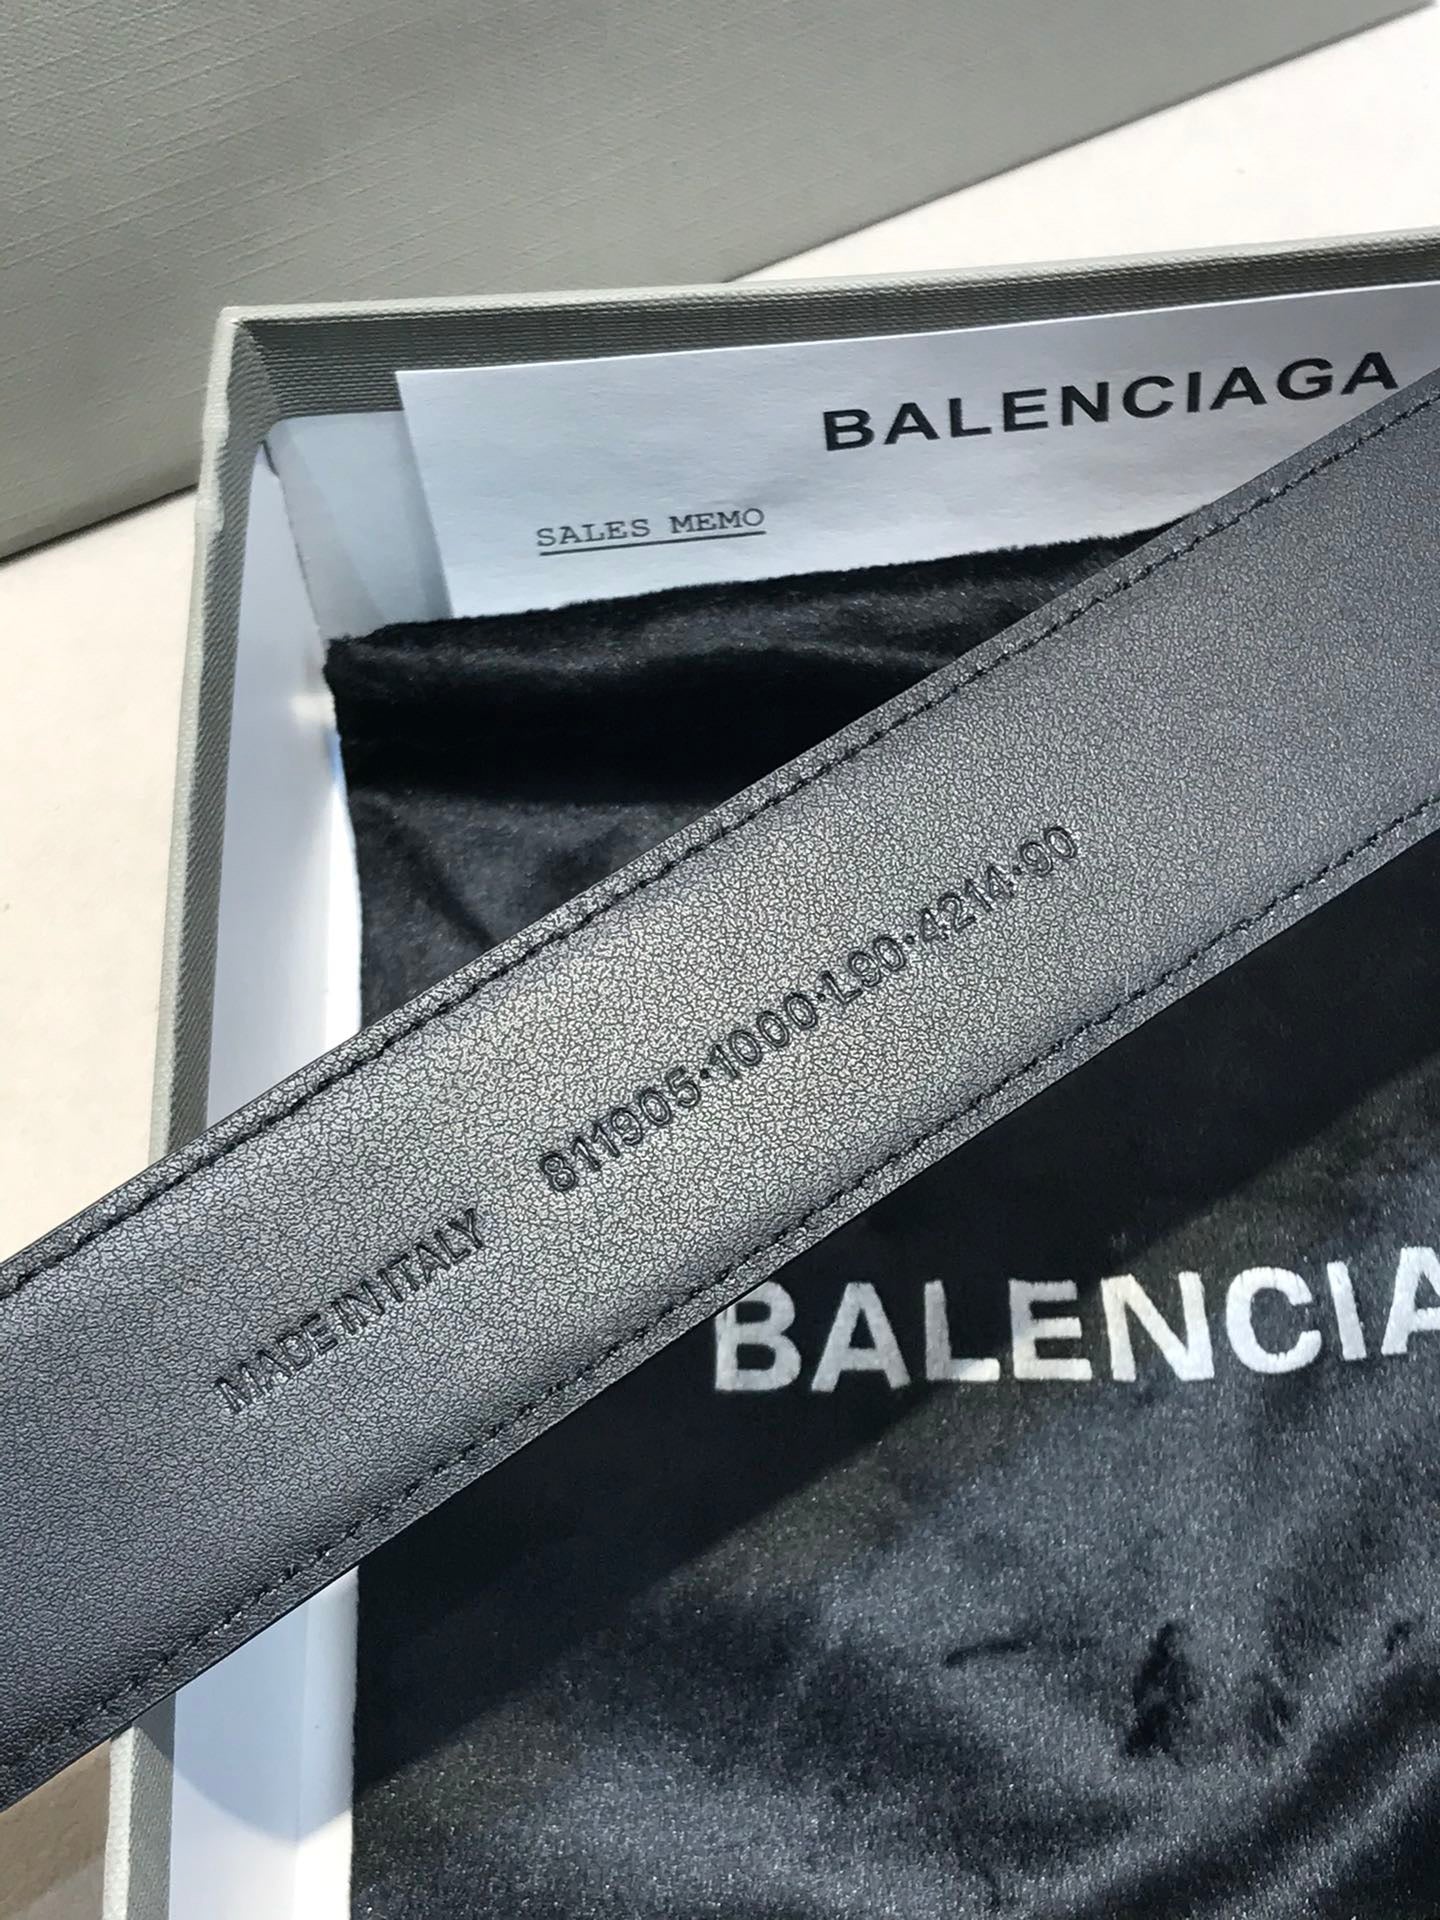 BALENCIAGA
SALES MEMO
MADE IN ITALY 811905·1000·L90·4214·90
BALENCIA